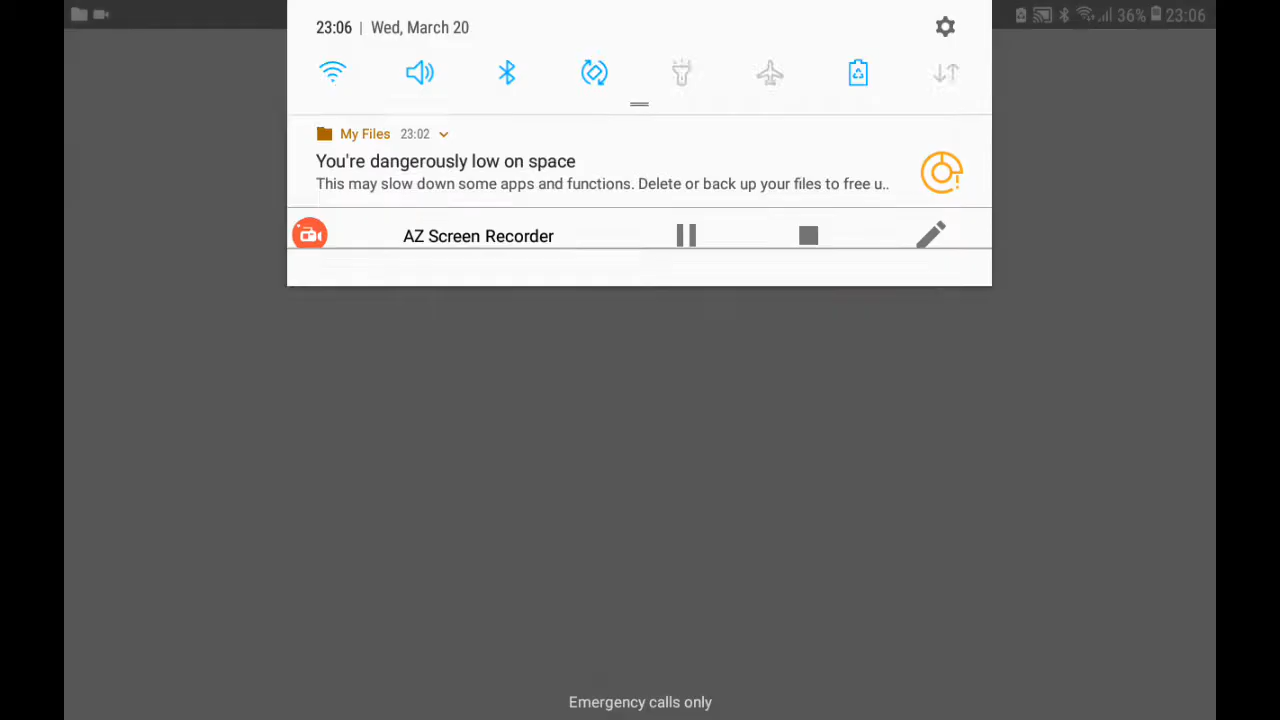 36% 23:06
23:06 | Wed, March 20
My Files 23:02
You're dangerously low on space
This may slow down some apps and functions. Delete or back up your files to free u..
AZ Screen Recorder
Emergency calls only